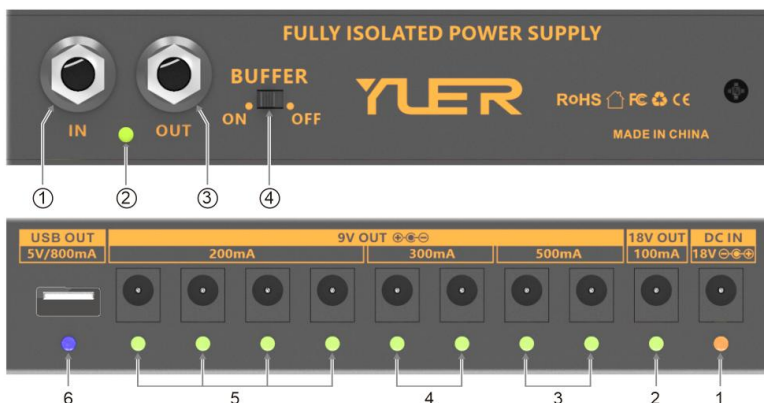 FULLY ISOLATED POWER SUPPLY
BUFFER
ON OFF
IN OUT
YUER
RoHS FC CE
MADE IN CHINA
① ② ③ ④
USB OUT 9V OUT 18V OUT DC IN
5V/800mA 200mA 300mA 500mA 100mA 18V
6 5 4 3 2 1